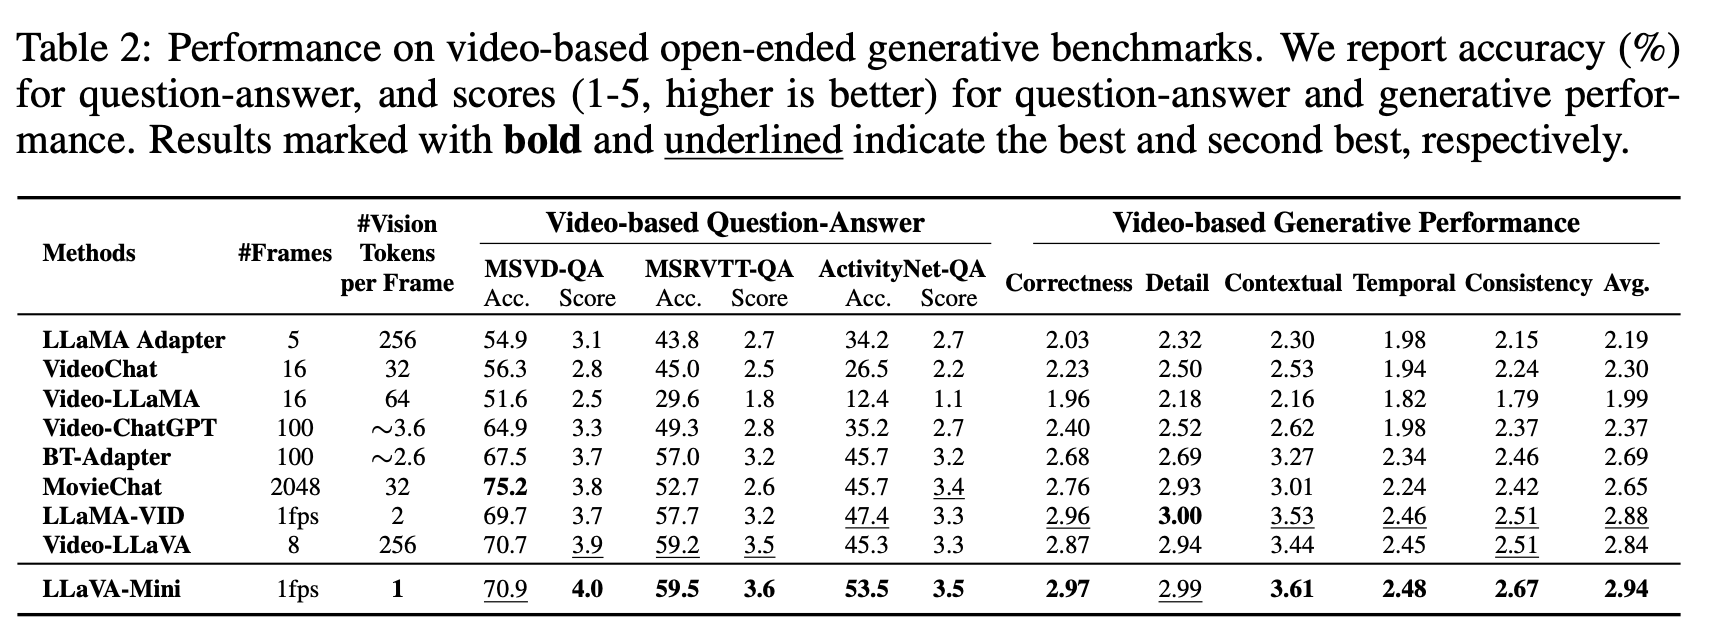 Table 2: Performance on video-based open-ended generative benchmarks. We report accuracy (%)
for question-answer, and scores (1-5, higher is better) for question-answer and generative perfor-
mance. Results marked with bold and underlined indicate the best and second best, respectively.
Methods #Frames #Vision Tokens per Frame Video-based Question-Answer Video-based Generative Performance
MSVD-QA MSRVTT-QA ActivityNet-QA Correctness Detail Contextual Temporal Consistency Avg.
Acc. Score Acc. Score Acc. Score
LLaMA Adapter 5 256 54.9 3.1 43.8 2.7 34.2 2.7 2.03 2.32 2.30 1.98 2.15 2.19
VideoChat 16 32 56.3 2.8 45.0 2.5 26.5 2.2 2.23 2.50 2.53 1.94 2.24 2.30
Video-LLaMA 16 64 51.6 2.5 29.6 1.8 12.4 1.1 1.96 2.18 2.16 1.82 1.79 1.99
Video-ChatGPT 100 ~3.6 64.9 3.3 49.3 2.8 35.2 2.7 2.40 2.52 2.62 1.98 2.37 2.37
BT-Adapter 100 ~2.6 67.5 3.7 57.0 3.2 45.7 3.2 2.68 2.69 3.27 2.34 2.46 2.69
MovieChat 2048 32 75.2 3.8 52.7 2.6 45.7 3.4 2.76 2.93 3.01 2.24 2.42 2.65
LLaMA-VID 1fps 2 69.7 3.7 57.7 3.2 47.4 3.3 2.96 3.00 3.53 2.46 2.51 2.88
Video-LLaVA 8 256 70.7 3.9 59.2 3.5 45.3 3.3 2.87 2.94 3.44 2.45 2.51 2.84
LLaVA-Mini 1fps 1 70.9 4.0 59.5 3.6 53.5 3.5 2.97 2.99 3.61 2.48 2.67 2.94